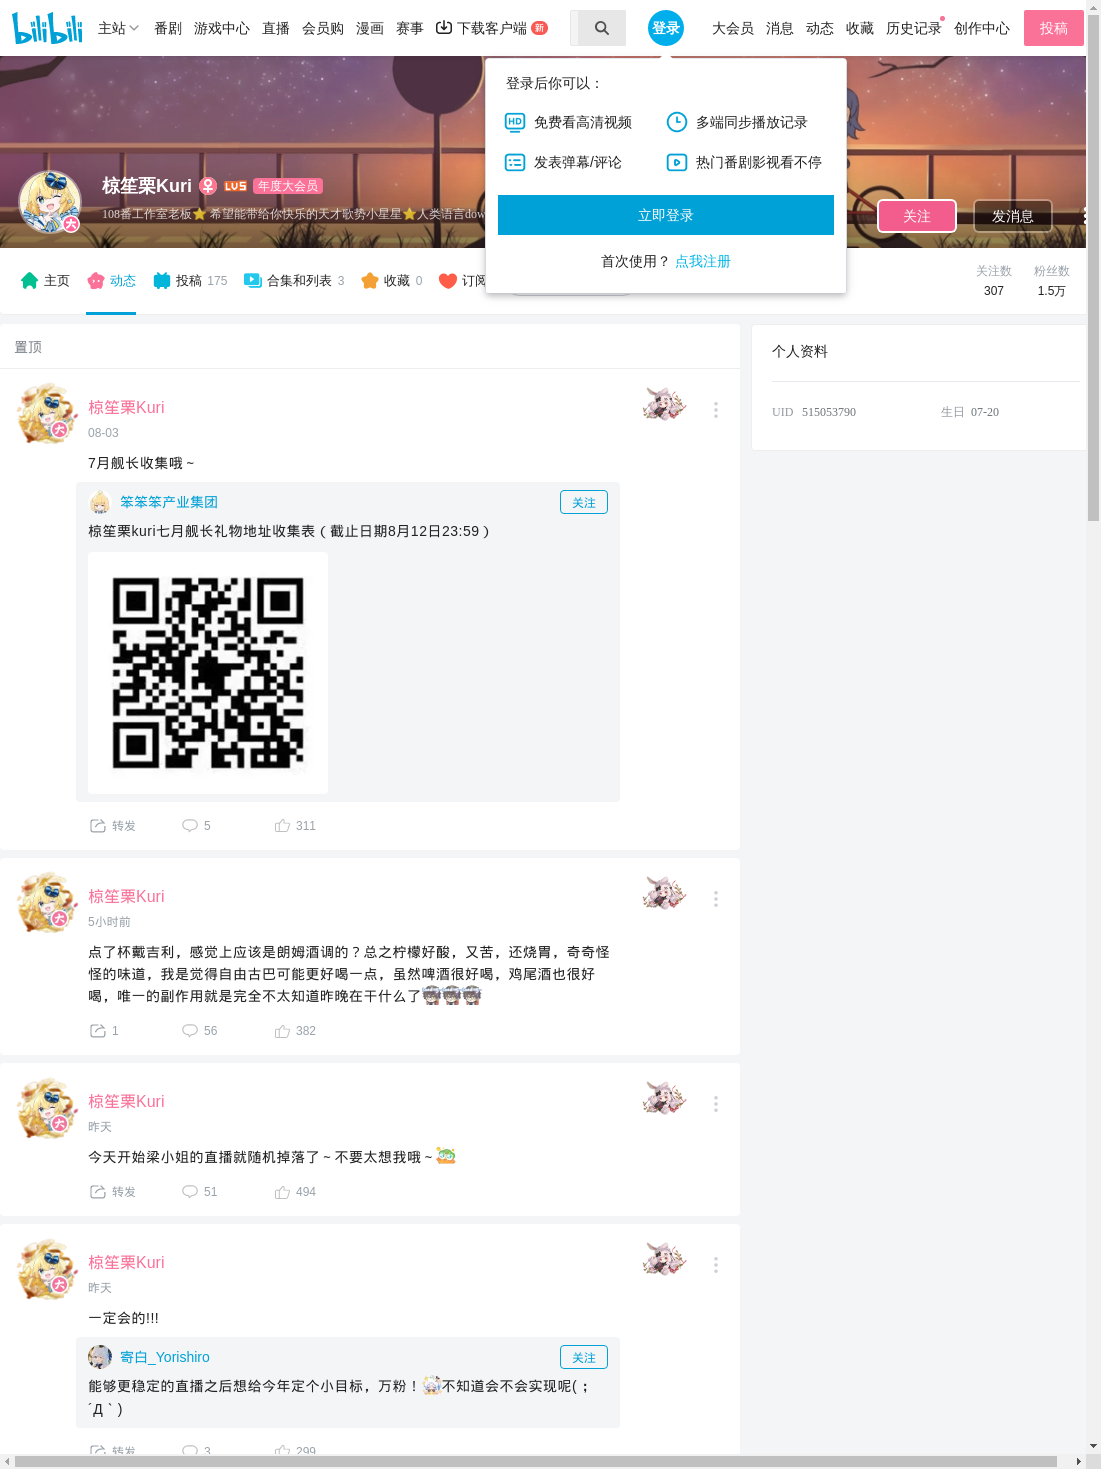 bilibili 主站 番剧 游戏中心 直播 会员购 漫画 赛事 下载客户端 新 登录 大会员 消息 动态 收藏 历史记录 创作中心 投稿
登录后你可以：
免费看高清视频 多端同步播放记录
发表弹幕/评论 热门番剧影视看不停
立即登录
首次使用？ 点我注册
椋笙栗Kuri LV5 年度大会员
108番工作室老板⭐ 希望能带给你快乐的天才歌势小星星⭐人类语言dow
关注 发消息
主页 动态 投稿 175 合集和列表 3 收藏 0 订阅
关注数 粉丝数
307 1.5万
置顶
个人资料
UID 515053790 生日 07-20
椋笙栗Kuri
08-03
7月舰长收集哦～
笨笨笨产业集团 关注
椋笙栗kuri七月舰长礼物地址收集表（截止日期8月12日23:59）
转发 5 311
椋笙栗Kuri
5小时前
点了杯戴吉利，感觉上应该是朗姆酒调的？总之柠檬好酸，又苦，还烧胃，奇奇怪
怪的味道，我是觉得自由古巴可能更好喝一点，虽然啤酒很好喝，鸡尾酒也很好
喝，唯一的副作用就是完全不太知道昨晚在干什么了
1 56 382
椋笙栗Kuri
昨天
今天开始梁小姐的直播就随机掉落了～不要太想我哦～
转发 51 494
椋笙栗Kuri
昨天
一定会的!!!
寄白_Yorishiro 关注
能够更稳定的直播之后想给今年定个小目标，万粉！不知道会不会实现呢(；
´Д｀)
转发 3 299